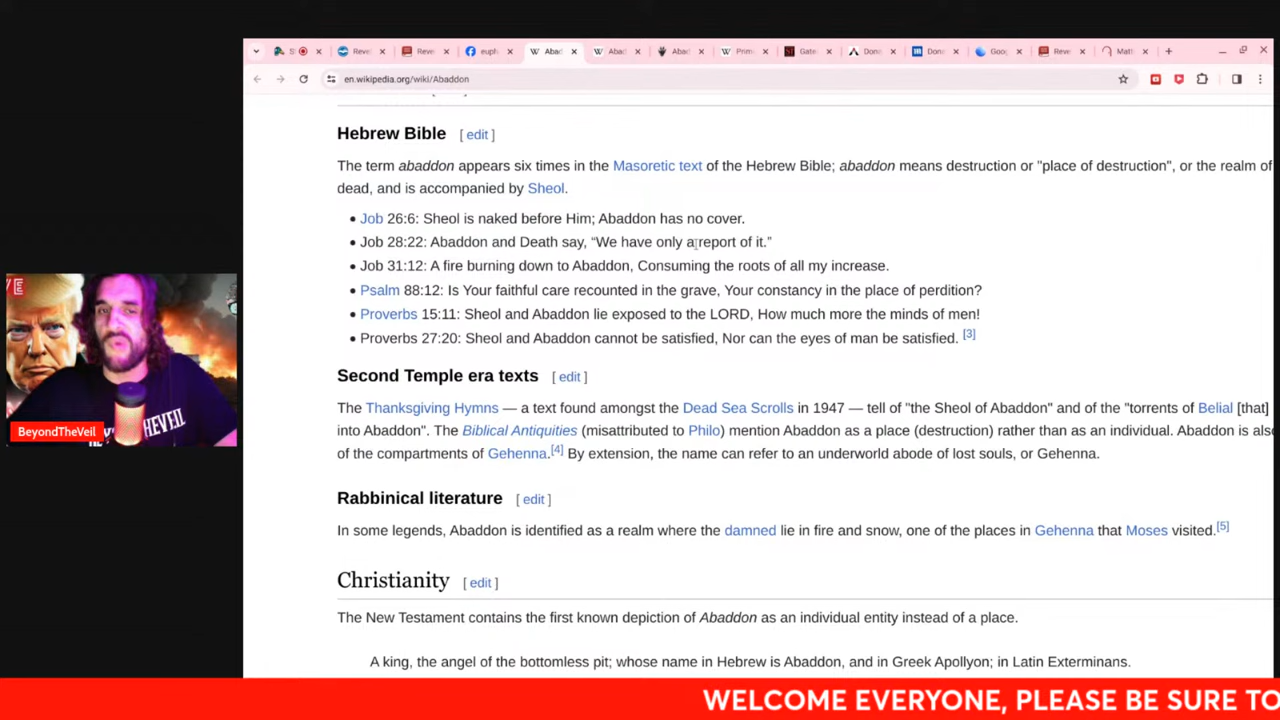 S
Reve
Reve
euph
Abad
Abad
Abad
Prim
Gate
Dono
Dono
Goog
Reve
Matt
en.wikipedia.org/wiki/Abaddon
Hebrew Bible [ edit ]
The term abaddon appears six times in the Masoretic text of the Hebrew Bible; abaddon means destruction or "place of destruction", or the realm of
dead, and is accompanied by Sheol.
• Job 26:6: Sheol is naked before Him; Abaddon has no cover.
• Job 28:22: Abaddon and Death say, “We have only a report of it.”
• Job 31:12: A fire burning down to Abaddon, Consuming the roots of all my increase.
• Psalm 88:12: Is Your faithful care recounted in the grave, Your constancy in the place of perdition?
• Proverbs 15:11: Sheol and Abaddon lie exposed to the LORD, How much more the minds of men!
• Proverbs 27:20: Sheol and Abaddon cannot be satisfied, Nor can the eyes of man be satisfied. [3]
Second Temple era texts [ edit ]
The Thanksgiving Hymns — a text found amongst the Dead Sea Scrolls in 1947 — tell of "the Sheol of Abaddon" and of the "torrents of Belial [that]
into Abaddon". The Biblical Antiquities (misattributed to Philo) mention Abaddon as a place (destruction) rather than as an individual. Abaddon is also
of the compartments of Gehenna.[4] By extension, the name can refer to an underworld abode of lost souls, or Gehenna.
Rabbinical literature [ edit ]
In some legends, Abaddon is identified as a realm where the damned lie in fire and snow, one of the places in Gehenna that Moses visited.[5]
Christianity [ edit ]
The New Testament contains the first known depiction of Abaddon as an individual entity instead of a place.
A king, the angel of the bottomless pit; whose name in Hebrew is Abaddon, and in Greek Apollyon; in Latin Exterminans.
BeyondTheVeil
WELCOME EVERYONE, PLEASE BE SURE TO